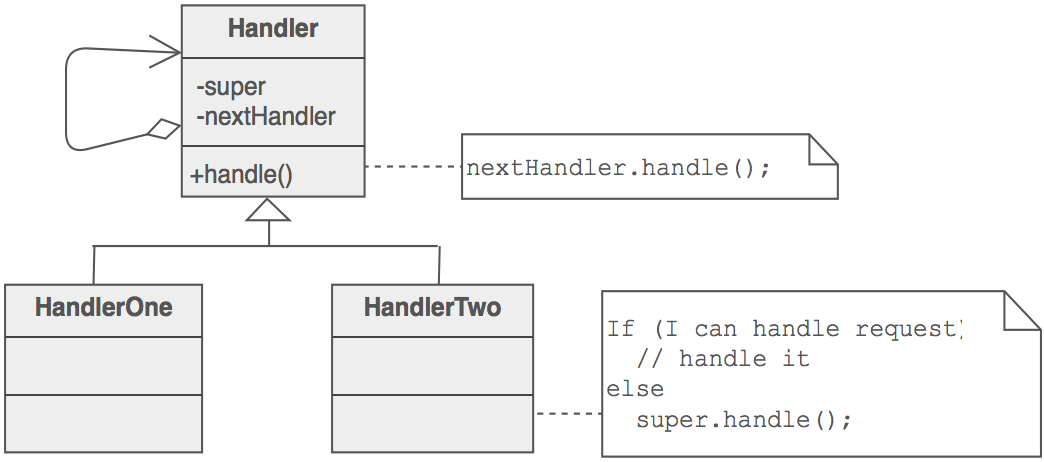 Handler
-super
-nextHandler
+handle()
nextHandler.handle();
HandlerOne
HandlerTwo
If (I can handle request)
// handle it
else
super.handle();